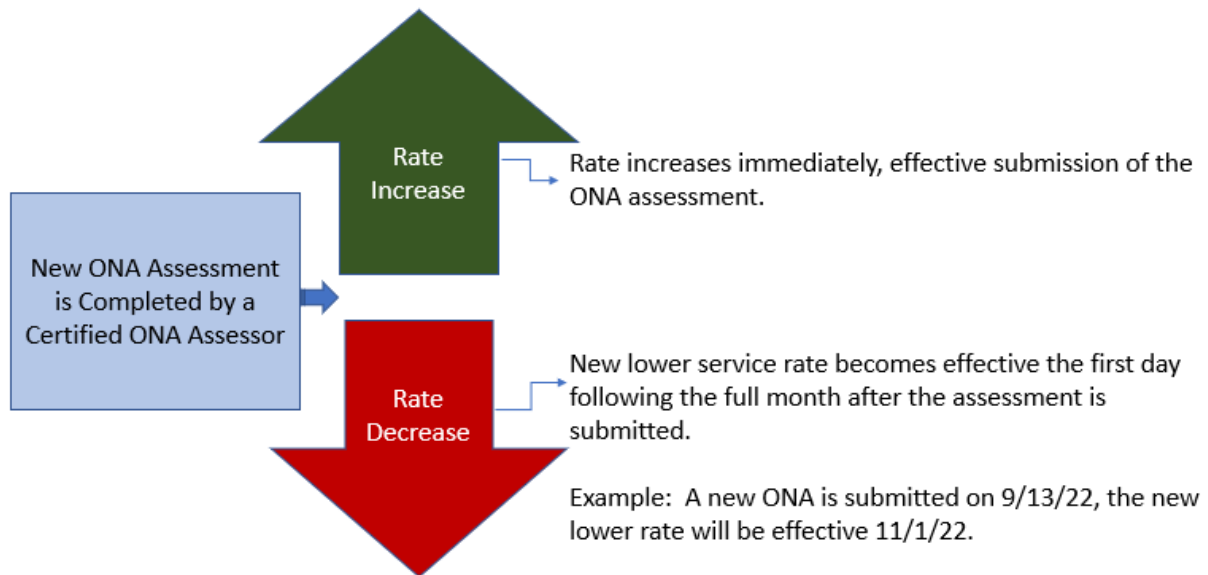 Rate
Increase
Rate increases immediately, effective submission of the
ONA assessment.
New ONA Assessment
is Completed by a
Certified ONA Assessor
Rate
Decrease
New lower service rate becomes effective the first day
following the full month after the assessment is
submitted.
Example:  A new ONA is submitted on 9/13/22, the new
lower rate will be effective 11/1/22.